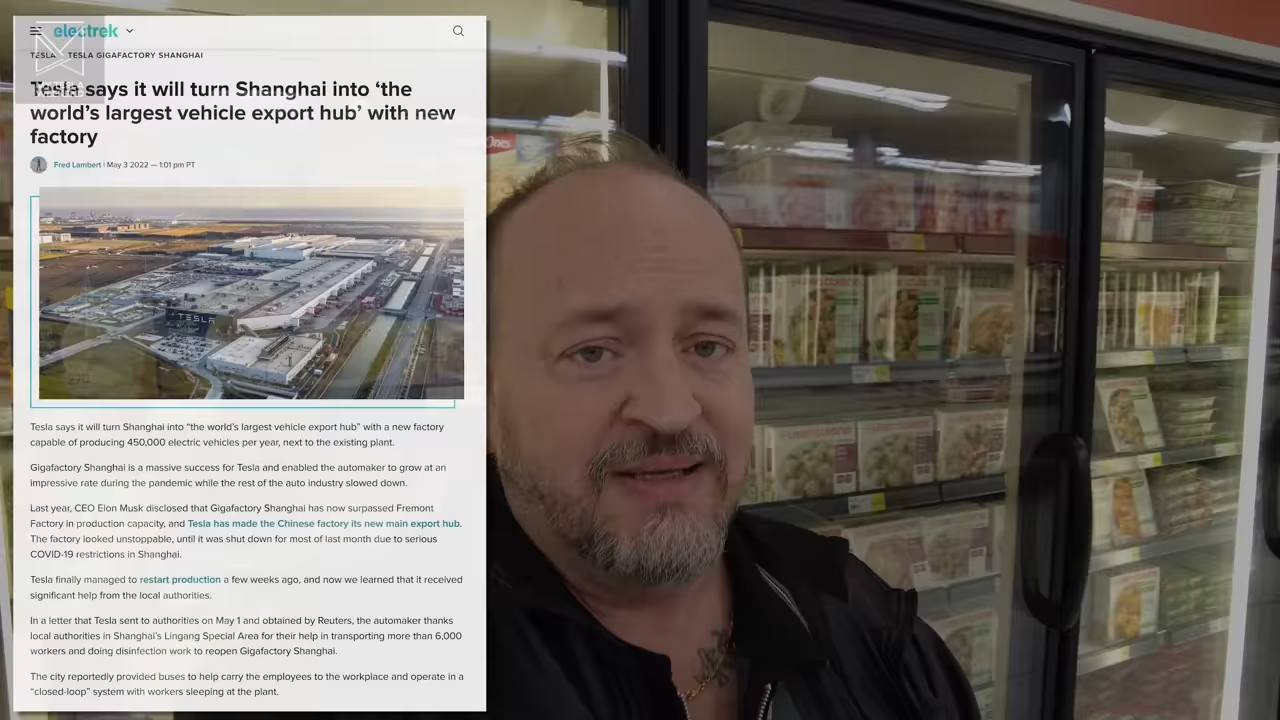 electrek
TESLA TESLA GIGAFACTORY SHANGHAI
Tesla says it will turn Shanghai into ‘the
world’s largest vehicle export hub’ with new
factory
Fred Lambert | May 3 2022 — 1:01 pm PT
TESLA
Tesla says it will turn Shanghai into “the world’s largest vehicle export hub” with a new factory
capable of producing 450,000 electric vehicles per year, next to the existing plant.
Gigafactory Shanghai is a massive success for Tesla and enabled the automaker to grow at an
impressive rate during the pandemic while the rest of the auto industry slowed down.
Last year, CEO Elon Musk disclosed that Gigafactory Shanghai has now surpassed Fremont
Factory in production capacity, and Tesla has made the Chinese factory its new main export hub.
The factory looked unstoppable, until it was shut down for most of last month due to serious
COVID-19 restrictions in Shanghai.
Tesla finally managed to restart production a few weeks ago, and now we learned that it received
significant help from the local authorities.
In a letter that Tesla sent to authorities on May 1 and obtained by Reuters, the automaker thanks
local authorities in Shanghai’s Lingang Special Area for their help in transporting more than 6,000
workers and doing disinfection work to reopen Gigafactory Shanghai.
The city reportedly provided buses to help carry the employees to the workplace and operate in a
“closed-loop” system with workers sleeping at the plant.